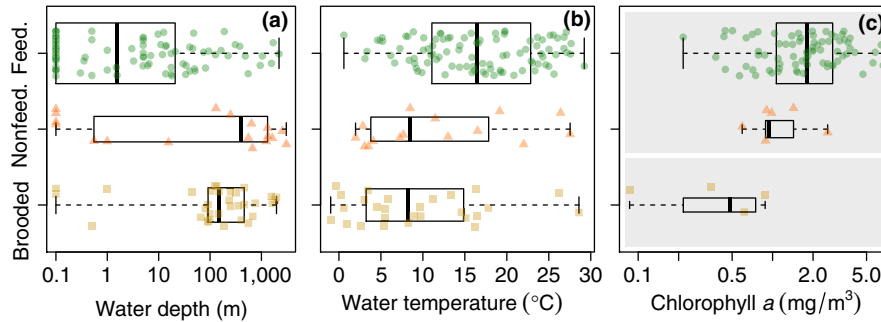 (a) (b) (c)
Feed.
Nonfeed.
Brooded
0.1 1 10 100 1,000
0 5 10 15 20 25 30
0.1 0.5 2.0 5.0
Water depth (m) Water temperature (°C) Chlorophyll a (mg/m³)